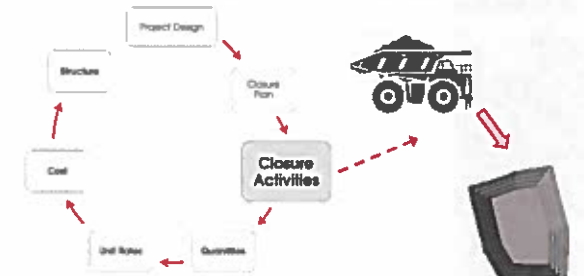 Project Design
Structure
Closure
Plan
Cost
Closure
Activities
Unit Rates
Quantities